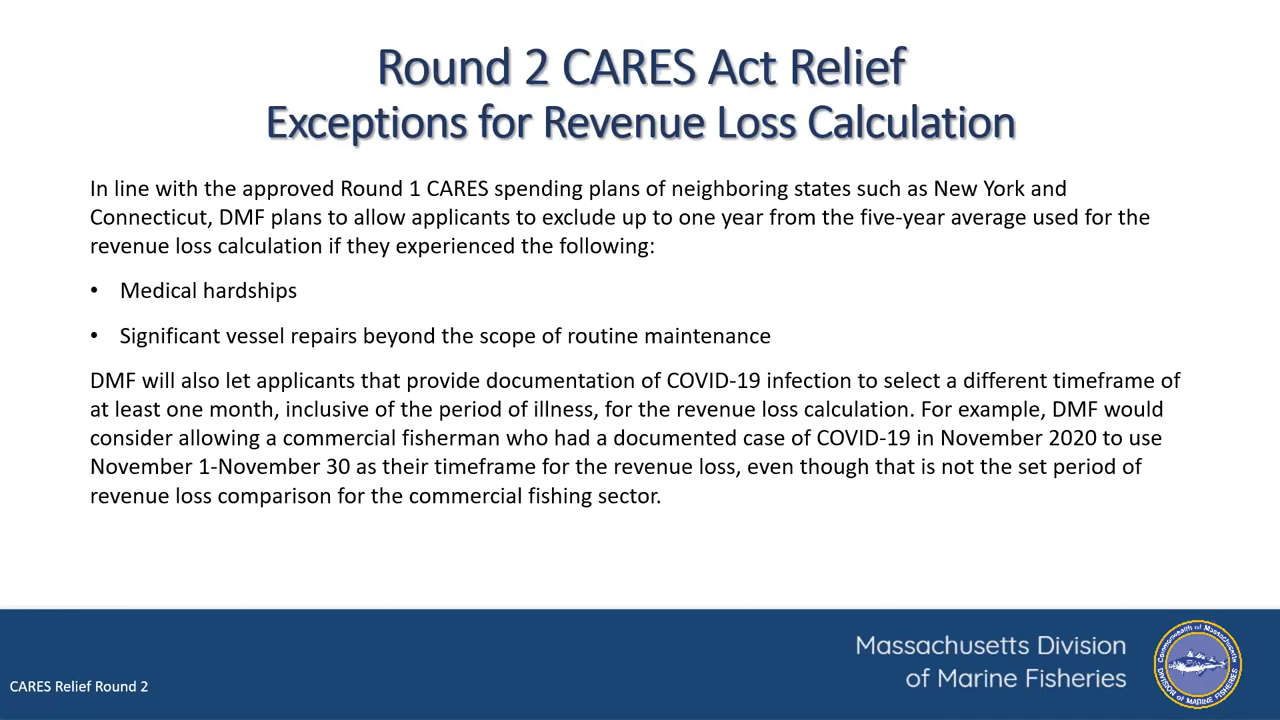 Round 2 CARES Act Relief
Exceptions for Revenue Loss Calculation
In line with the approved Round 1 CARES spending plans of neighboring states such as New York and
Connecticut, DMF plans to allow applicants to exclude up to one year from the five-year average used for the
revenue loss calculation if they experienced the following:
• Medical hardships
• Significant vessel repairs beyond the scope of routine maintenance
DMF will also let applicants that provide documentation of COVID-19 infection to select a different timeframe of
at least one month, inclusive of the period of illness, for the revenue loss calculation. For example, DMF would
consider allowing a commercial fisherman who had a documented case of COVID-19 in November 2020 to use
November 1-November 30 as their timeframe for the revenue loss, even though that is not the set period of
revenue loss comparison for the commercial fishing sector.
Massachusetts Division
of Marine Fisheries
Commonwealth of Massachusetts
DIVISION of MARINE FISHERIES
CARES Relief Round 2